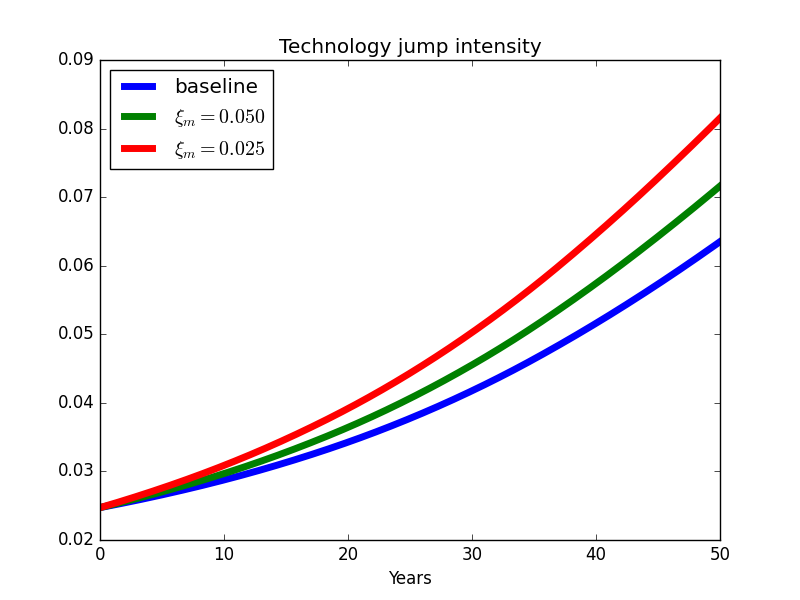 Technology jump intensity
0.09
0.08
0.07
0.06
0.05
0.04
0.03
0.02
baseline
ξₘ = 0.050
ξₘ = 0.025
0 10 20 30 40 50
Years